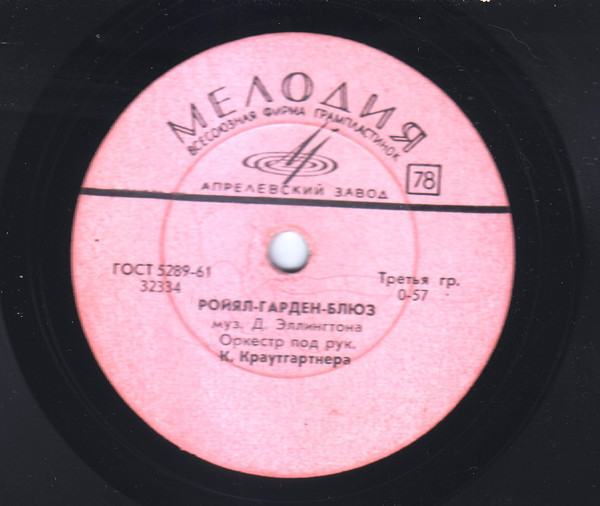 МЕЛОДИЯ
ВСЕСОЮЗНАЯ ФИРМА ГРАМПЛАСТИНОК
АПРЕЛЕВСКИЙ ЗАВОД
78
ГОСТ 5289-61
32334
Третья гр.
0-57
РОЙЯЛ-ГАРДЕН-БЛЮЗ
муз. Д. Эллингтона
Оркестр под рук.
К. Краутгартнера